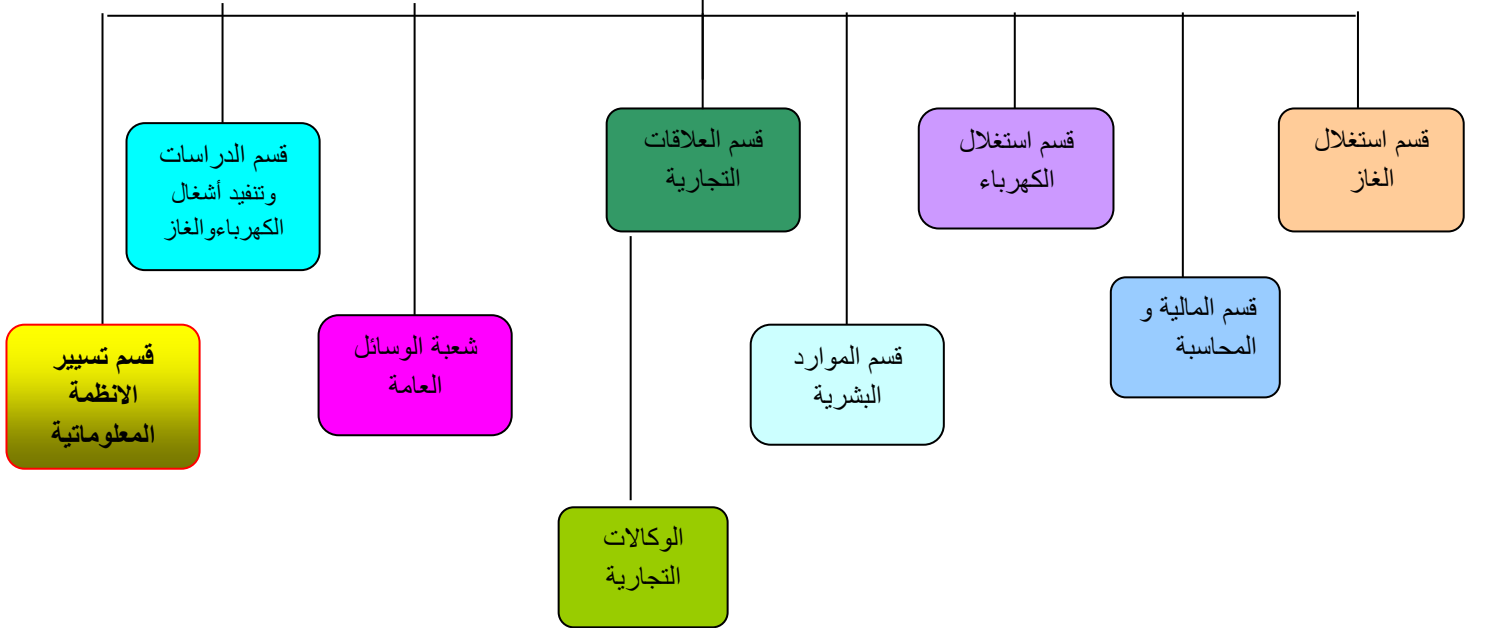 قسم استغلال
الغاز
قسم استغلال
الكهرباء
قسم العلاقات
التجارية
قسم الدراسات
وتنفيد أشغال
الكهرباءوالغاز
قسم المالية و
المحاسبة
قسم الموارد
البشرية
شعبة الوسائل
العامة
قسم تسيير
الانظمة
المعلوماتية
الوكالات
التجارية